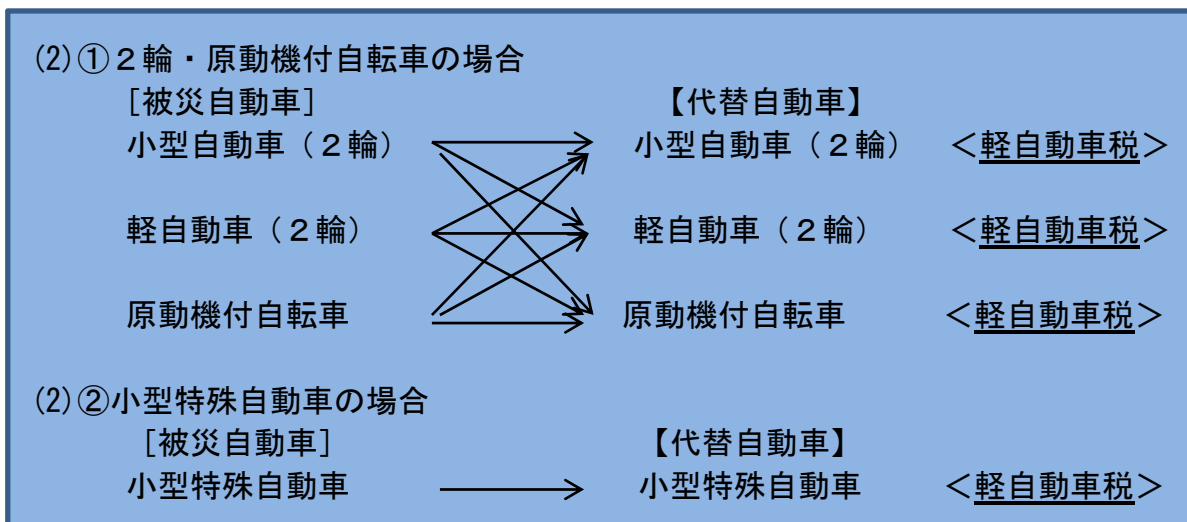 (2)①２輪・原動機付自転車の場合
［被災自動車］　【代替自動車】
小型自動車（２輪）　小型自動車（２輪）　＜軽自動車税＞
軽自動車（２輪）　軽自動車（２輪）　＜軽自動車税＞
原動機付自転車　原動機付自転車　＜軽自動車税＞
(2)②小型特殊自動車の場合
［被災自動車］　【代替自動車】
小型特殊自動車　小型特殊自動車　＜軽自動車税＞